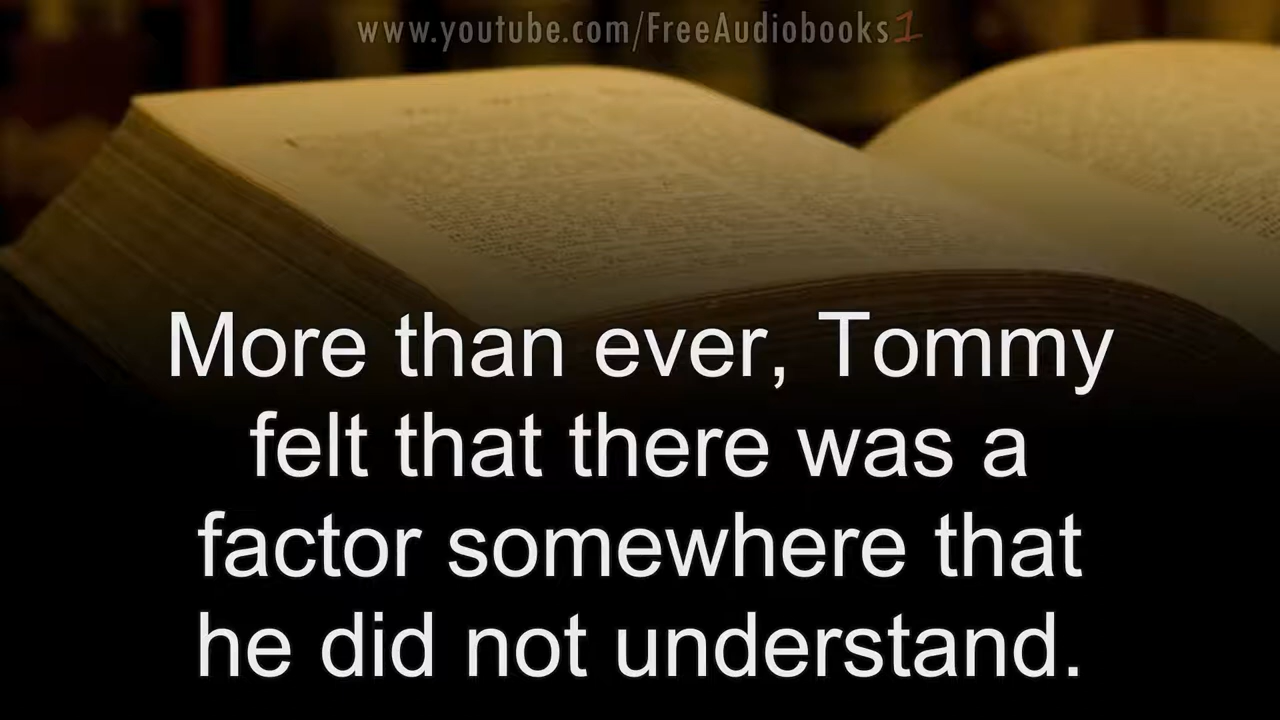 www.youtube.com/FreeAudiobooks1
More than ever, Tommy
felt that there was a
factor somewhere that
he did not understand.